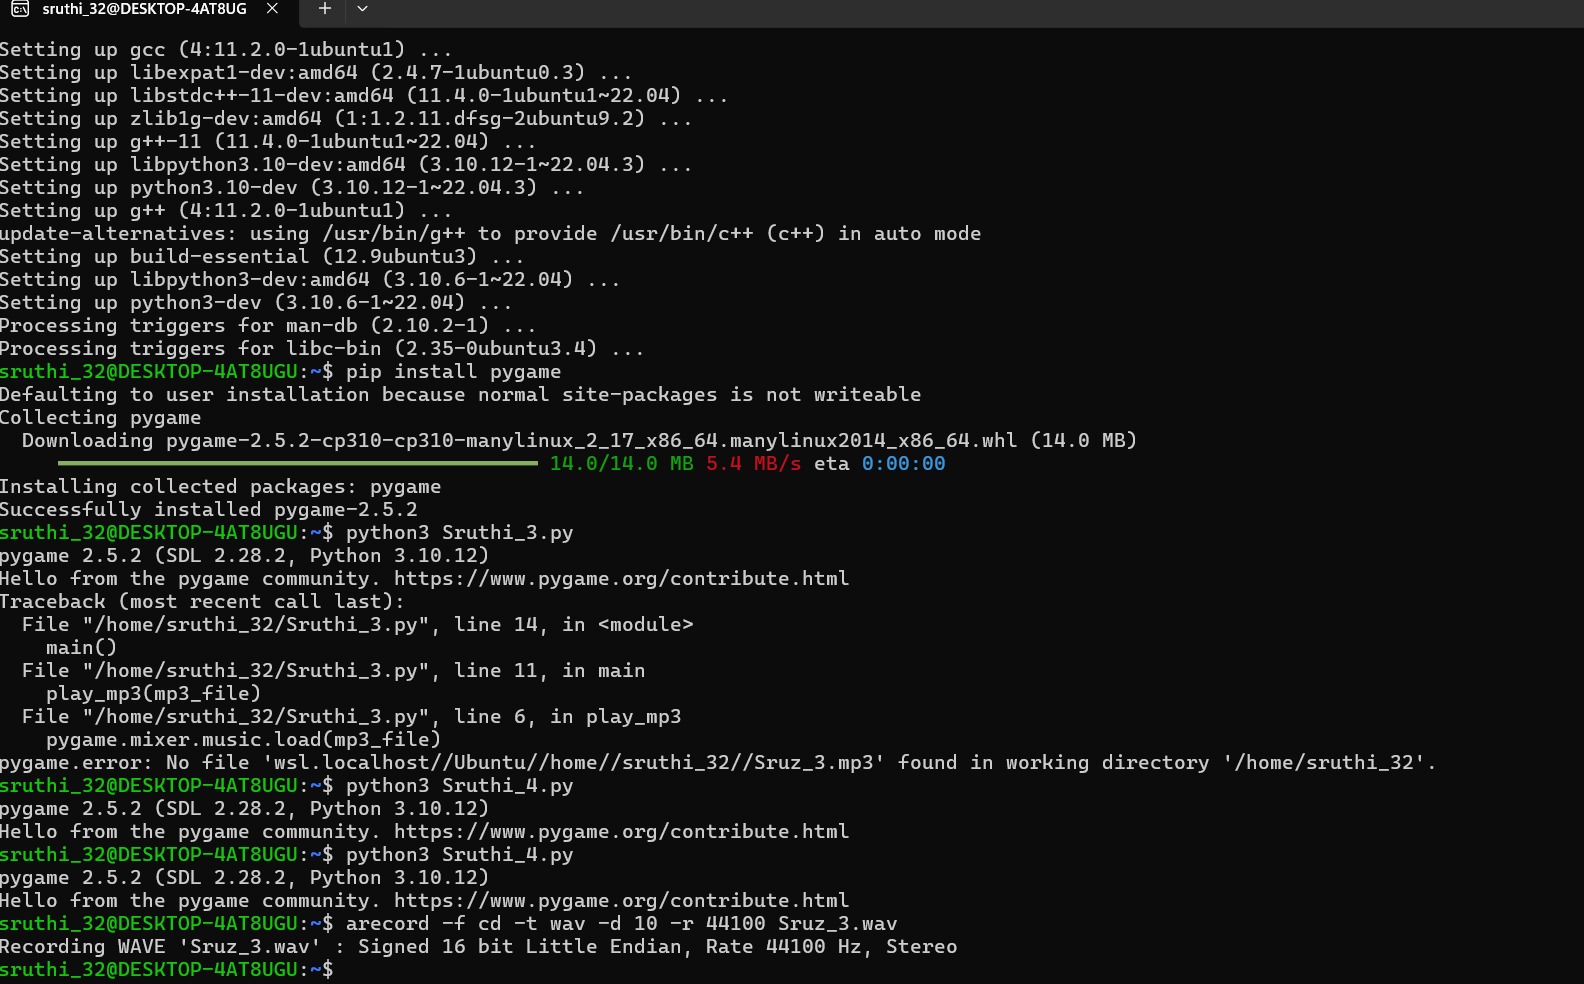 sruthi_32@DESKTOP-4AT8UG
Setting up gcc (4:11.2.0-1ubuntu1) ...
Setting up libexpat1-dev:amd64 (2.4.7-1ubuntu0.3) ...
Setting up libstdc++-11-dev:amd64 (11.4.0-1ubuntu1~22.04) ...
Setting up zlib1g-dev:amd64 (1:1.2.11.dfsg-2ubuntu9.2) ...
Setting up g++-11 (11.4.0-1ubuntu1~22.04) ...
Setting up libpython3.10-dev:amd64 (3.10.12-1~22.04.3) ...
Setting up python3.10-dev (3.10.12-1~22.04.3) ...
Setting up g++ (4:11.2.0-1ubuntu1) ...
update-alternatives: using /usr/bin/g++ to provide /usr/bin/c++ (c++) in auto mode
Setting up build-essential (12.9ubuntu3) ...
Setting up libpython3-dev:amd64 (3.10.6-1~22.04) ...
Setting up python3-dev (3.10.6-1~22.04) ...
Processing triggers for man-db (2.10.2-1) ...
Processing triggers for libc-bin (2.35-0ubuntu3.4) ...
sruthi_32@DESKTOP-4AT8UGU:~$ pip install pygame
Defaulting to user installation because normal site-packages is not writeable
Collecting pygame
  Downloading pygame-2.5.2-cp310-cp310-manylinux_2_17_x86_64.manylinux2014_x86_64.whl (14.0 MB)
14.0/14.0 MB 5.4 MB/s eta 0:00:00
Installing collected packages: pygame
Successfully installed pygame-2.5.2
sruthi_32@DESKTOP-4AT8UGU:~$ python3 Sruthi_3.py
pygame 2.5.2 (SDL 2.28.2, Python 3.10.12)
Hello from the pygame community. https://www.pygame.org/contribute.html
Traceback (most recent call last):
  File "/home/sruthi_32/Sruthi_3.py", line 14, in <module>
    main()
  File "/home/sruthi_32/Sruthi_3.py", line 11, in main
    play_mp3(mp3_file)
  File "/home/sruthi_32/Sruthi_3.py", line 6, in play_mp3
    pygame.mixer.music.load(mp3_file)
pygame.error: No file 'wsl.localhost//Ubuntu//home//sruthi_32//Sruz_3.mp3' found in working directory '/home/sruthi_32'.
sruthi_32@DESKTOP-4AT8UGU:~$ python3 Sruthi_4.py
pygame 2.5.2 (SDL 2.28.2, Python 3.10.12)
Hello from the pygame community. https://www.pygame.org/contribute.html
sruthi_32@DESKTOP-4AT8UGU:~$ python3 Sruthi_4.py
pygame 2.5.2 (SDL 2.28.2, Python 3.10.12)
Hello from the pygame community. https://www.pygame.org/contribute.html
sruthi_32@DESKTOP-4AT8UGU:~$ arecord -f cd -t wav -d 10 -r 44100 Sruz_3.wav
Recording WAVE 'Sruz_3.wav' : Signed 16 bit Little Endian, Rate 44100 Hz, Stereo
sruthi_32@DESKTOP-4AT8UGU:~$